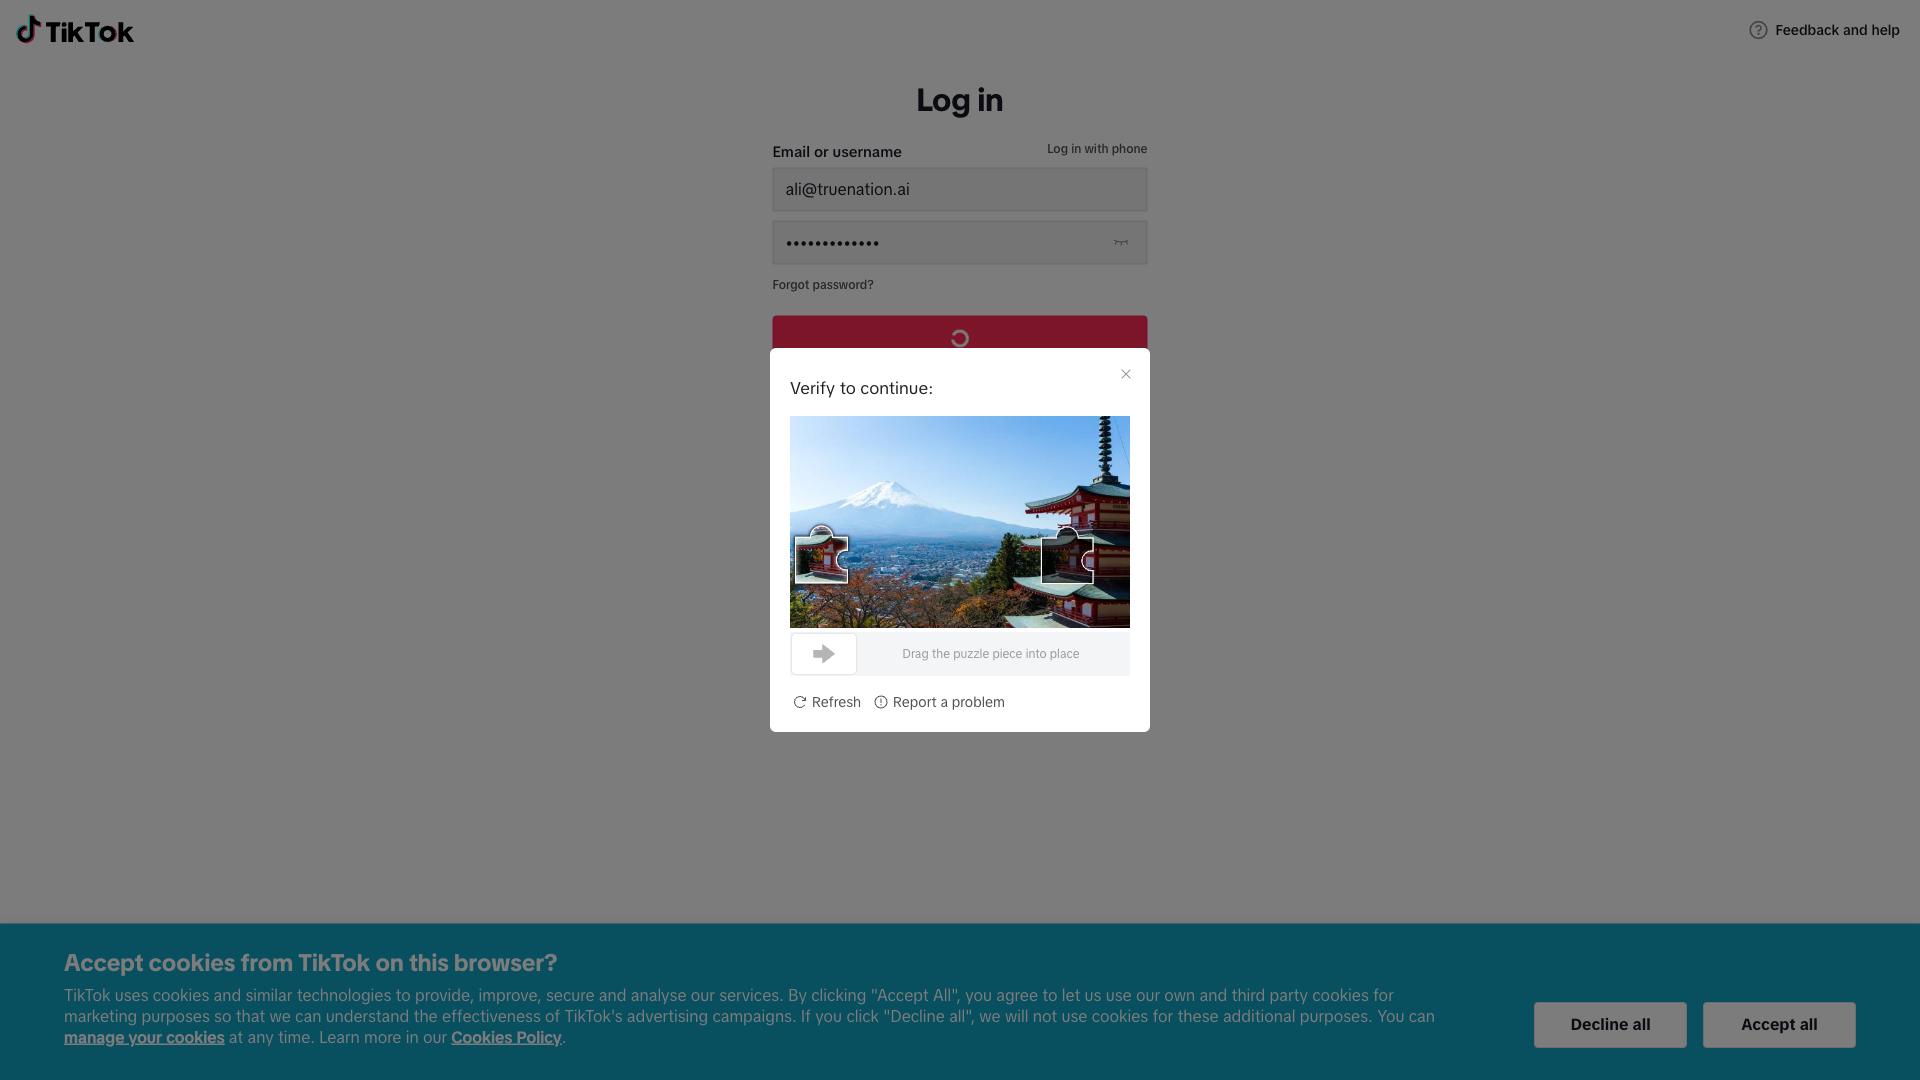 TikTok
Feedback and help
Log in
Email or username
Log in with phone
ali@truenation.ai
•••••••••••••
Forgot password?
Verify to continue:
Drag the puzzle piece into place
Refresh
Report a problem
Accept cookies from TikTok on this browser?
TikTok uses cookies and similar technologies to provide, improve, secure and analyse our services. By clicking "Accept All", you agree to let us use our own and third party cookies for
marketing purposes so that we can understand the effectiveness of TikTok's advertising campaigns. If you click "Decline all", we will not use cookies for these additional purposes. You can
manage your cookies at any time. Learn more in our Cookies Policy.
Decline all
Accept all